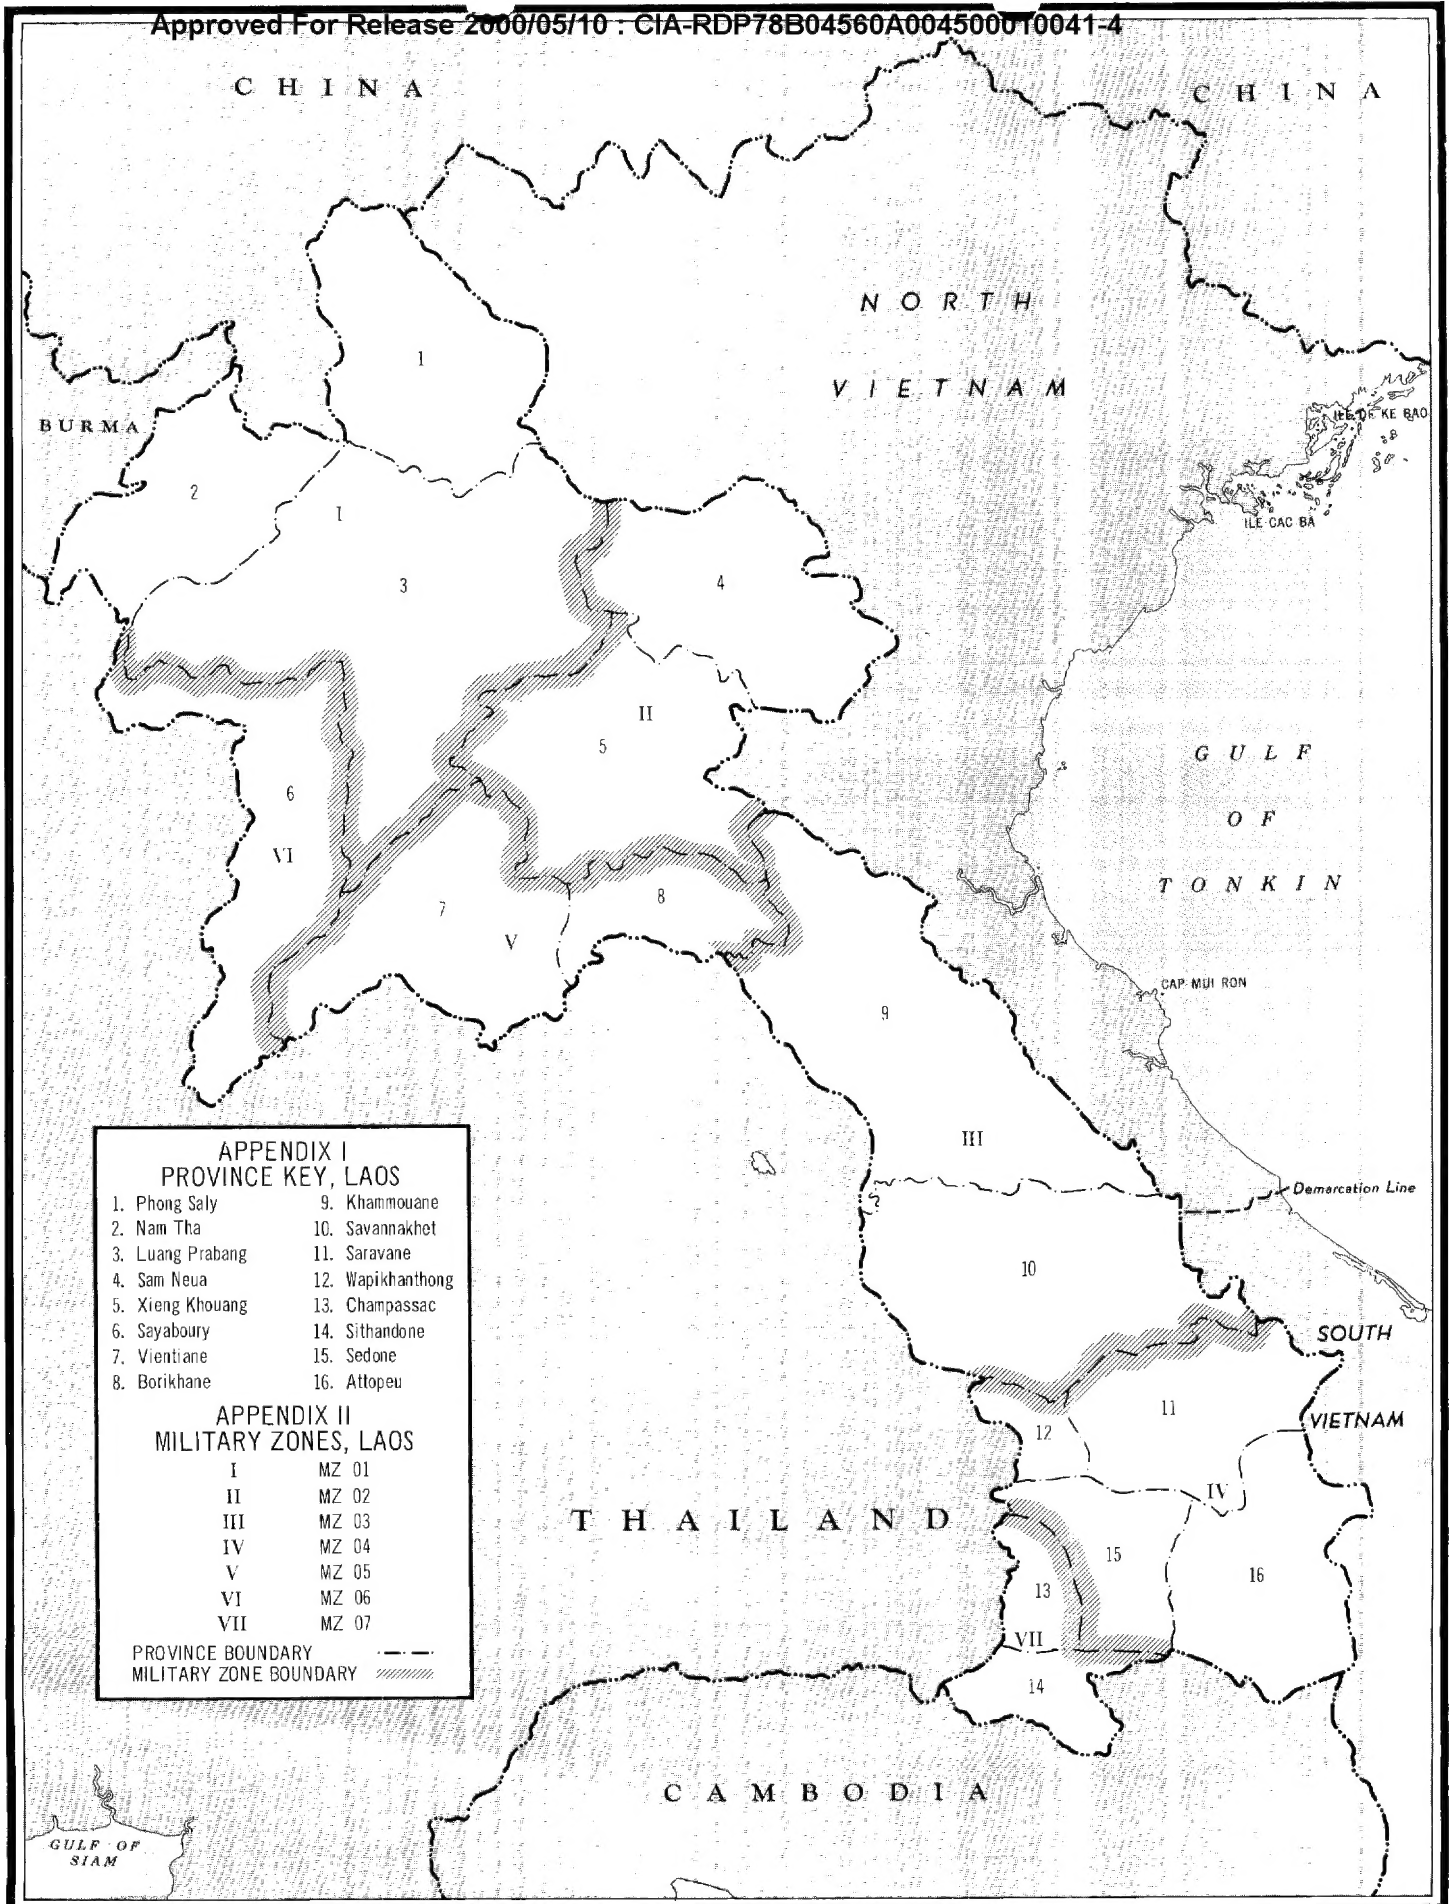 Approved For Release 2000/05/10 : CIA-RDP78B04560A004500010041-4
CHINA
CHINA
NORTH
VIETNAM
BURMA
1
ILE DE KE BAO
2
I
ILE CAC BA
3
4
II
5
GULF
OF
TONKIN
6
VI
7
8
V
CAP MUI RON
9
III
Demarcation Line
10
SOUTH
VIETNAM
11
12
IV
THAILAND
15
16
13
VII
14
CAMBODIA
GULF OF
SIAM
APPENDIX I
PROVINCE KEY, LAOS
1. Phong Saly 9. Khammouane
2. Nam Tha 10. Savannakhet
3. Luang Prabang 11. Saravane
4. Sam Neua 12. Wapikhanthong
5. Xieng Khouang 13. Champassac
6. Sayaboury 14. Sithandone
7. Vientiane 15. Sedone
8. Borikhane 16. Attopeu
APPENDIX II
MILITARY ZONES, LAOS
I MZ 01
II MZ 02
III MZ 03
IV MZ 04
V MZ 05
VI MZ 06
VII MZ 07
PROVINCE BOUNDARY
MILITARY ZONE BOUNDARY